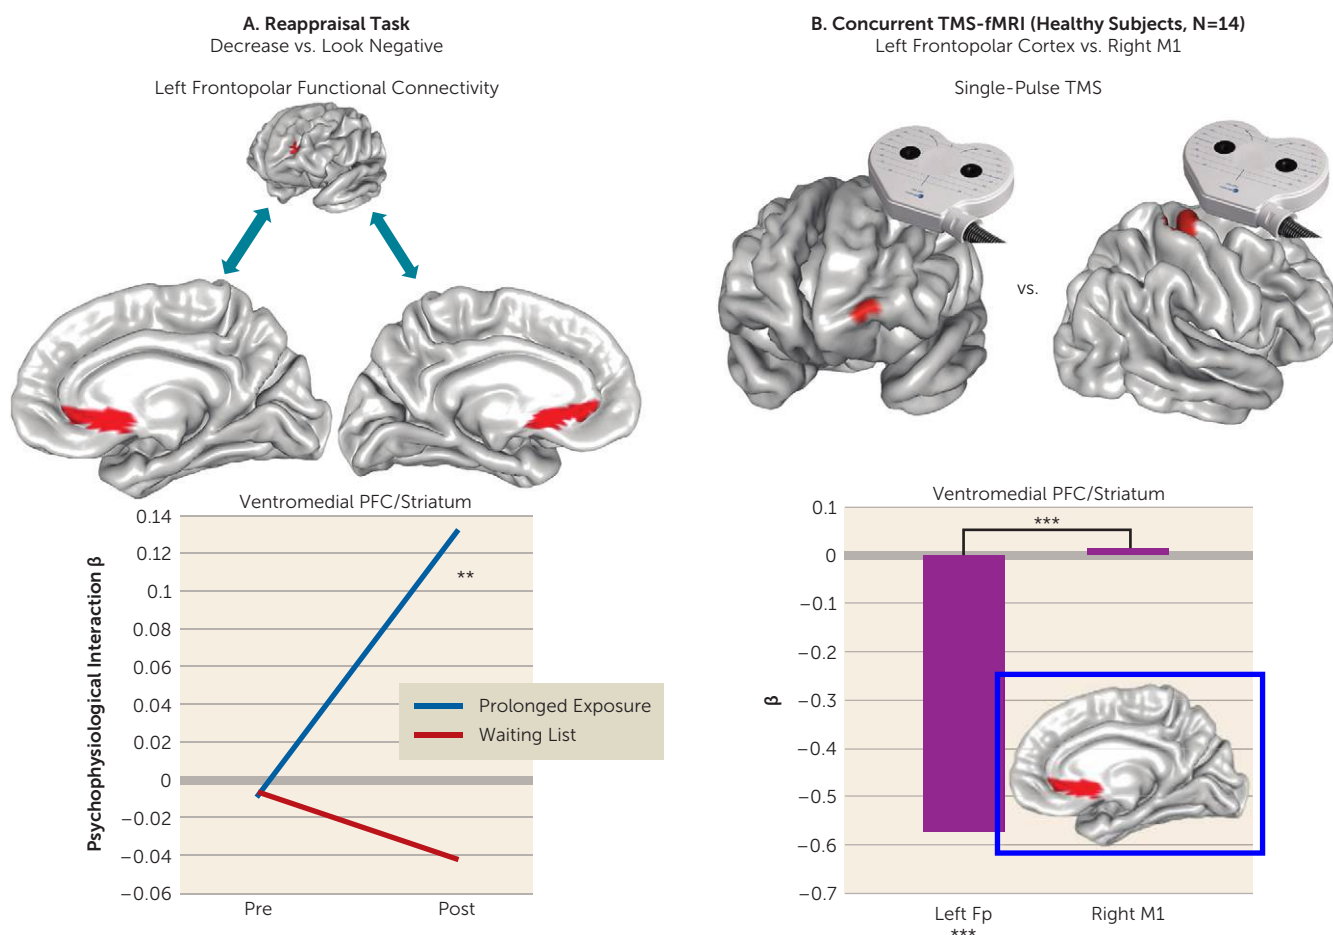 A. Reappraisal Task
Decrease vs. Look Negative
Left Frontopolar Functional Connectivity
Ventromedial PFC/Striatum
Psychophysiological Interaction β
0.14
0.12
0.1
0.08
0.06
0.04
0.02
0
−0.02
−0.04
−0.06
**
Prolonged Exposure
Waiting List
Pre
Post
B. Concurrent TMS-fMRI (Healthy Subjects, N=14)
Left Frontopolar Cortex vs. Right M1
Single-Pulse TMS
vs.
Ventromedial PFC/Striatum
β
0.1
0
−0.1
−0.2
−0.3
−0.4
−0.5
−0.6
−0.7
***
Left Fp
***
Right M1